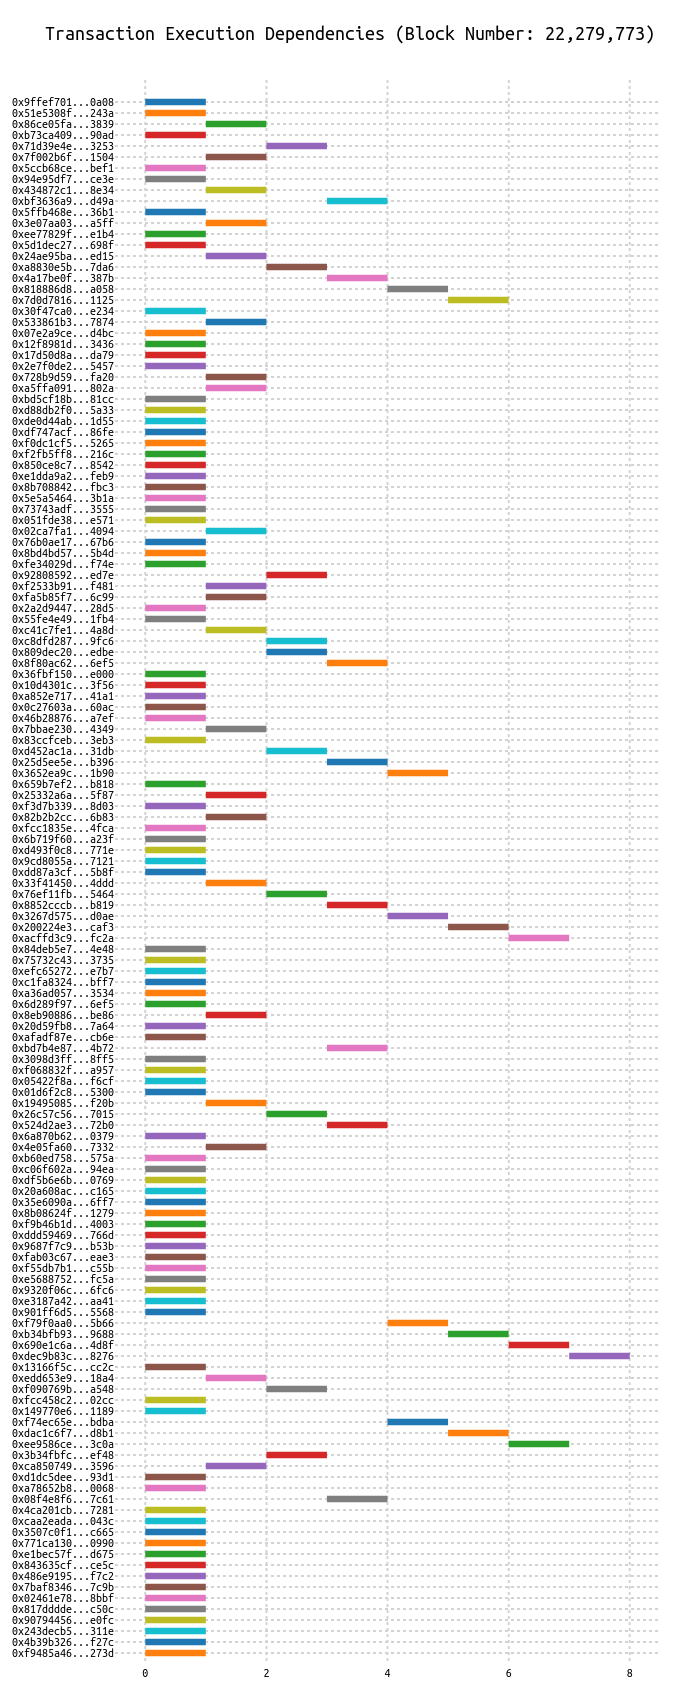 Transaction Execution Dependencies (Block Number: 22,279,773)
0x9ffef701...0a08
0x51e5308f...243a
0x86ce05fa...3839
0xb73ca409...90ad
0x71d39e4e...3253
0x7f002b6f...1504
0x5ccb68ce...bef1
0x94e95df7...ce3e
0x434872c1...8e34
0xbf3636a9...d49a
0x5ffb468e...36b1
0x3e07aa03...a5ff
0xee77829f...e1b4
0x5d1dec27...698f
0x24ae95ba...ed15
0xa8830e5b...7da6
0x4a17be0f...387b
0x818886d8...a058
0x7d0d7816...1125
0x30f47ca0...e234
0x533861b3...7874
0x07e2a9ce...d4bc
0x12f8981d...3436
0x17d50d8a...da79
0x2e7f0de2...5457
0x728b9d59...fa20
0xa5ffa091...802a
0xbd5cf18b...81cc
0xd88db2f0...5a33
0xde0d44ab...1d55
0xdf747acf...86fe
0xf0dc1cf5...5265
0xf2fb5ff8...216c
0x850ce8c7...8542
0xe1dda9a2...feb9
0x8b708842...fbc3
0x5e5a5464...3b1a
0x73743adf...3555
0x051fde38...e571
0x02ca7fa1...4094
0x76b0ae17...67b6
0x8bd4bd57...5b4d
0xfe34029d...f74e
0x92808592...ed7e
0xf2533b91...f481
0xfa5b85f7...6c99
0x2a2d9447...28d5
0x55fe4e49...1fb4
0xc41c7fe1...4a8d
0xc8dfd287...9fc6
0x809dec20...edbe
0x8f80ac62...6ef5
0x36fbf150...e000
0x10d4301c...3f56
0xa852e717...41a1
0x0c27603a...60ac
0x46b28876...a7ef
0x7bbae230...4349
0x83ccfceb...3eb3
0xd452ac1a...31db
0x25d5ee5e...b396
0x3652ea9c...1b90
0x659b7ef2...b818
0x25332a6a...5f87
0xf3d7b339...8d03
0x82b2b2cc...6b83
0xfcc1835e...4fca
0x6b719f60...a23f
0xd493f0c8...771e
0x9cd8055a...7121
0xdd87a3cf...5b8f
0x33f41450...4ddd
0x76ef11fb...5464
0x8852cccb...b819
0x3267d575...d0ae
0x200224e3...caf3
0xacffd3c9...fc2a
0x84deb5e7...4e48
0x75732c43...3735
0xefc65272...e7b7
0xc1fa8324...bff7
0xa36ad057...3534
0x6d289f97...6ef5
0x8eb90886...be86
0x20d59fb8...7a64
0xafadf87e...cb6e
0xbd7b4e87...4b72
0x3098d3ff...8ff5
0xf068832f...a957
0x05422f8a...f6cf
0x01d6f2c8...5300
0x19495085...f20b
0x26c57c56...7015
0x524d2ae3...72b0
0x6a870b62...0379
0x4e05fa60...7332
0xb60ed758...575a
0xc06f602a...94ea
0xdf5b6e6b...0769
0x20a608ac...c165
0x35e6090a...6ff7
0x8b08624f...1279
0xf9b46b1d...4003
0xddd59469...766d
0x9687f7c9...b53b
0xfab03c67...eae3
0xf55db7b1...c55b
0xe5688752...fc5a
0x9320f06c...6fc6
0xe3187a42...aa41
0x901ff6d5...5568
0xf79f0aa0...5b66
0xb34bfb93...9688
0x690e1c6a...4d8f
0xdec9b83c...8276
0x13166f5c...cc2c
0xedd653e9...18a4
0xf090769b...a548
0xfcc458c2...02cc
0x149770e6...1189
0xf74ec65e...bdba
0xdac1c6f7...d8b1
0xee9586ce...3c0a
0x3b34fbfc...ef48
0xca850749...3596
0xd1dc5dee...93d1
0xa78652b8...0068
0x08f4e8f6...7c61
0x4ca201cb...7281
0xcaa2eada...043c
0x3507c0f1...c665
0x771ca130...0990
0xe1bec57f...d675
0x843635cf...ce5c
0x486e9195...f7c2
0x7baf8346...7c9b
0x02461e78...8bbf
0x817dddde...c50c
0x90794456...e0fc
0x243decb5...311e
0x4b39b326...f27c
0xf9485a46...273d
0 2 4 6 8